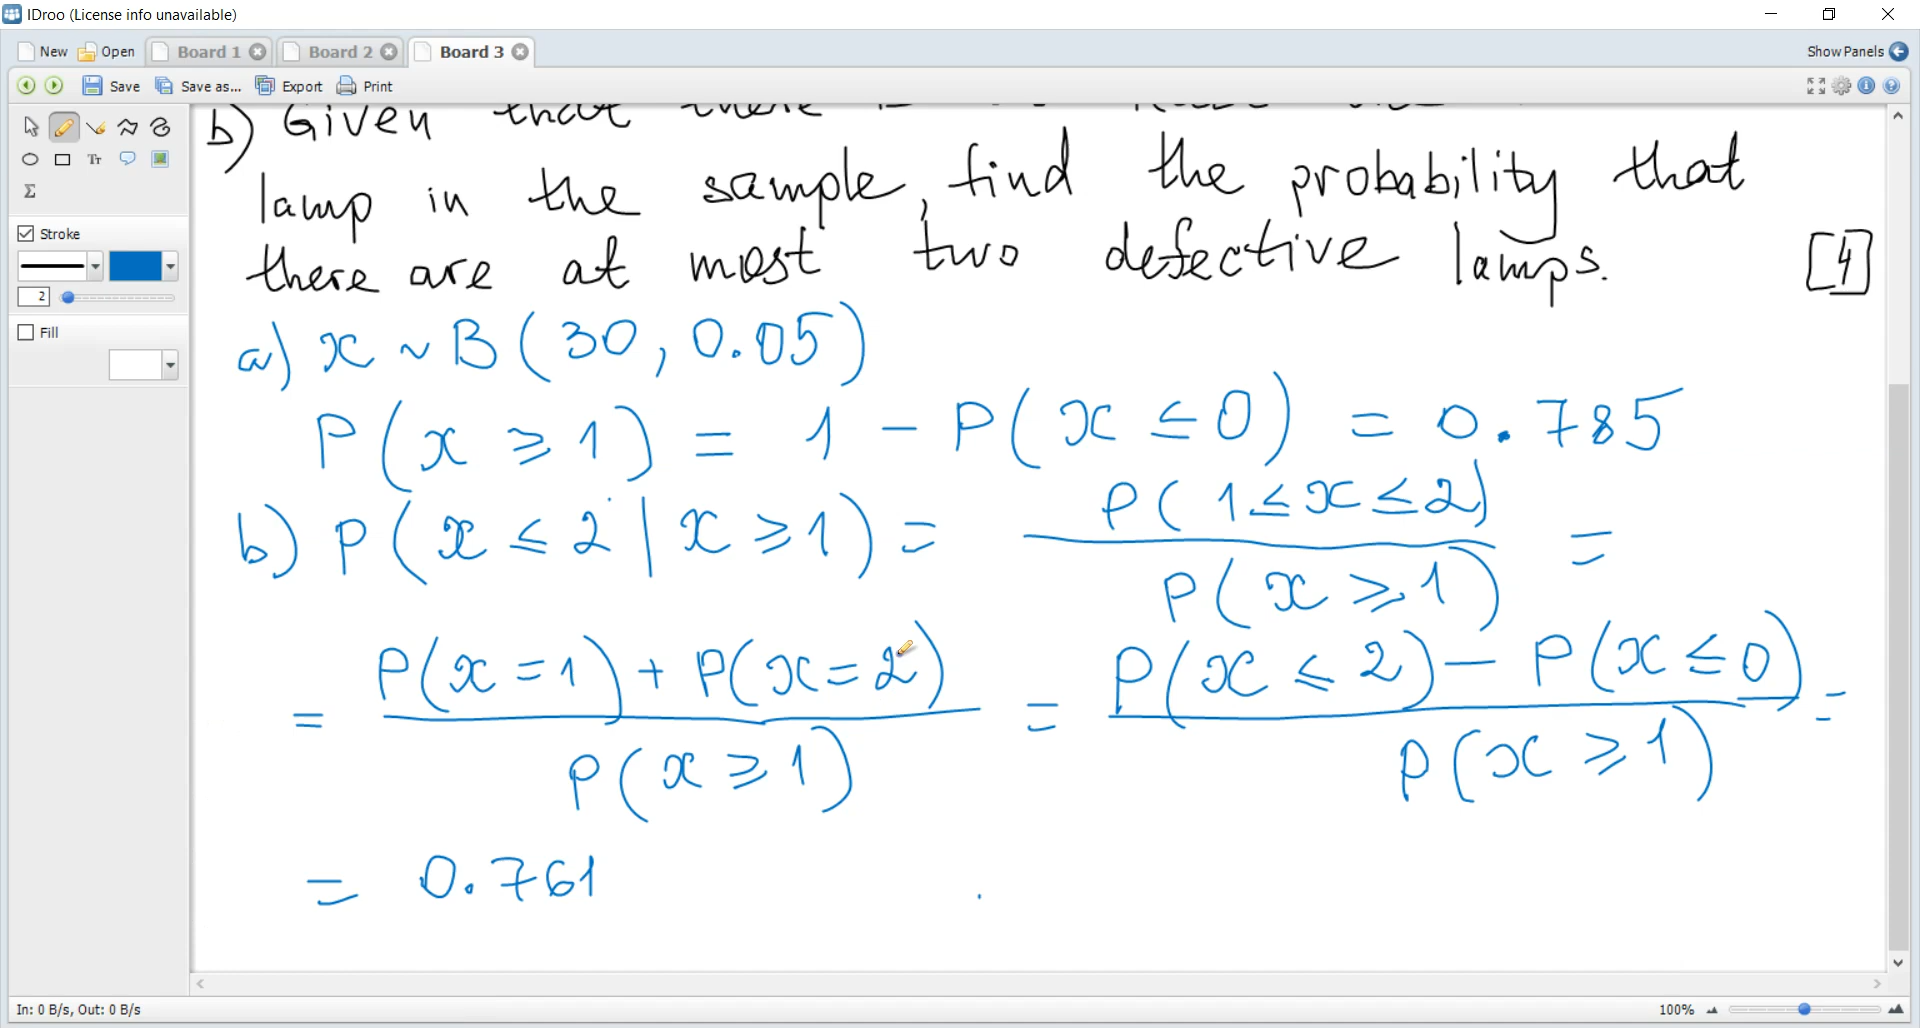 IDroo (License info unavailable)
New Open Board 1 Board 2 Board 3 Show Panels
Save Save as... Export Print
b) Given that there
lamp in the sample, find the probability that
there are at most two defective lamps. [4]
Stroke
2
Fill
a) x ~ B(30, 0.05)
P(x ≥ 1) = 1 - P(x ≤ 0) = 0.785
b) P(x ≤ 2 | x ≥ 1) = P(1 ≤ x ≤ 2) / P(x ≥ 1) =
= P(x = 1) + P(x = 2) / P(x ≥ 1) = P(x ≤ 2) - P(x ≤ 0) / P(x ≥ 1) =
= 0.761
In: 0 B/s, Out: 0 B/s 100%